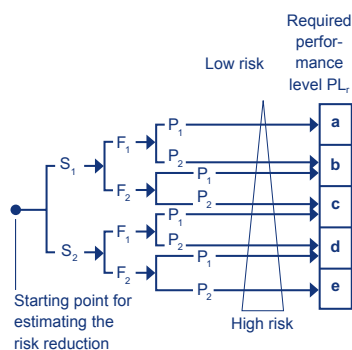 Required
perfor-
mance
level PLr
Low risk
P1
a
F1
P2
b
S1
P1
F2
P2
c
P1
F1
P2
d
S2
P1
F2
P2
e
Starting point for
estimating the
risk reduction
High risk